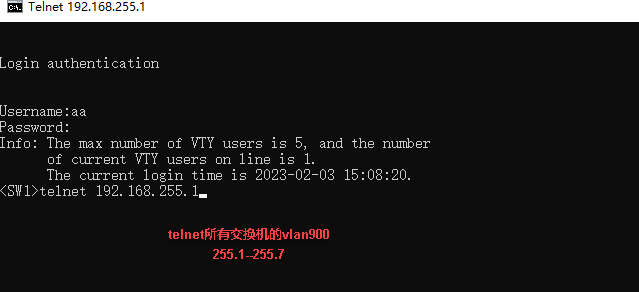 Telnet 192.168.255.1
Login authentication
Username:aa
Password:
Info: The max number of VTY users is 5, and the number
of current VTY users on line is 1.
The current login time is 2023-02-03 15:08:20.
<SW1>telnet 192.168.255.1
telnet所有交换机的vlan900
255.1--255.7